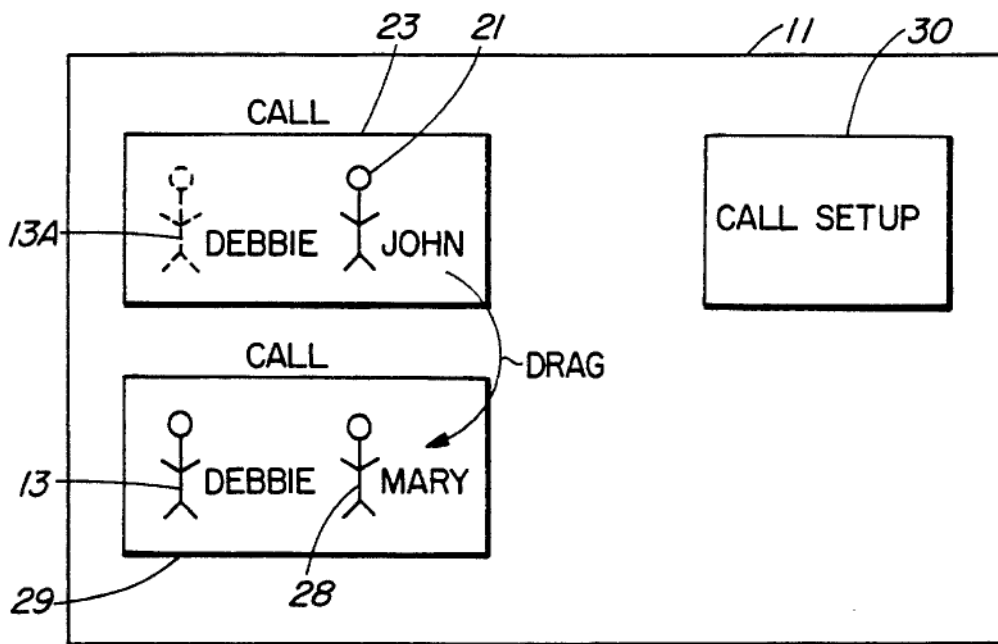 23
21
11
30
CALL
13A
DEBBIE
JOHN
CALL SETUP
CALL
DRAG
13
DEBBIE
MARY
29
28